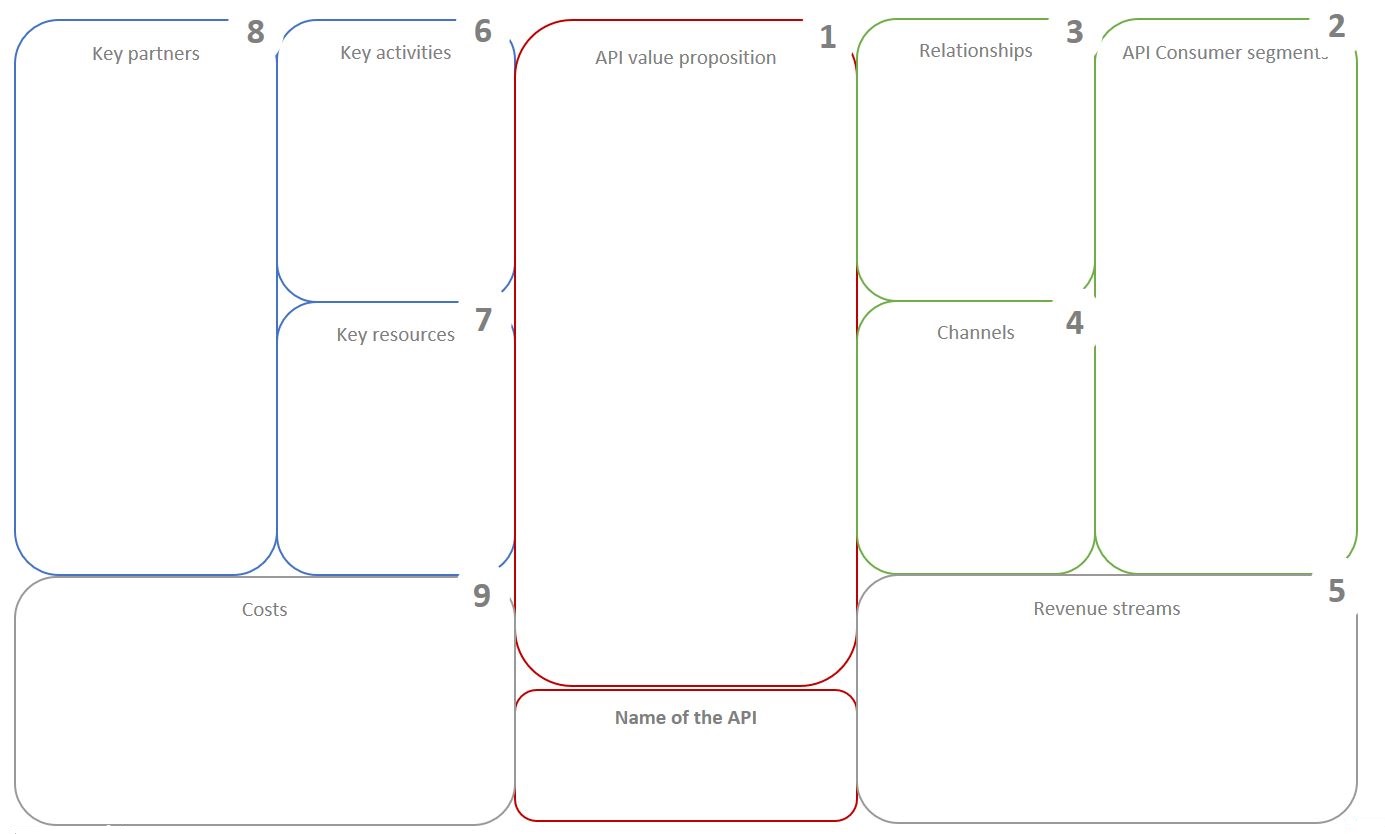 8
Key partners
6
Key activities
1
API value proposition
3
Relationships
2
API Consumer segments
7
Key resources
4
Channels
9
Costs
5
Revenue streams
Name of the API